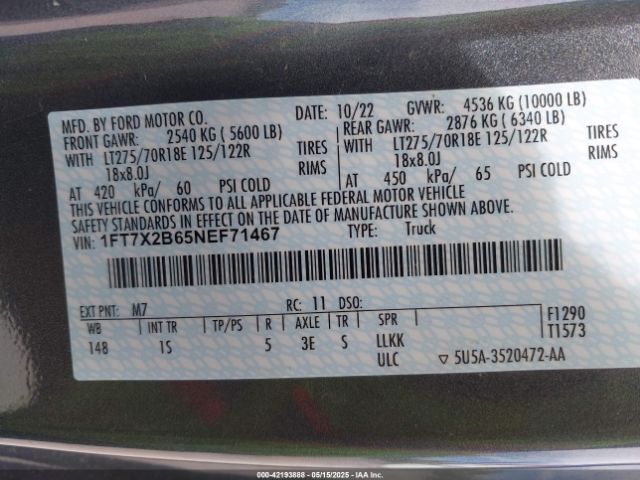 MFD. BY FORD MOTOR CO. DATE: 10/22 GVWR: 4536 KG (10000 LB)
FRONT GAWR: 2540 KG (5600 LB) REAR GAWR: 2876 KG (6340 LB)
WITH LT275/70R18E 125/122R TIRES WITH LT275/70R18E 125/122R TIRES
18x8.0J RIMS 18x8.0J RIMS
AT 420 kPa/ 60 PSI COLD AT 450 kPa/ 65 PSI COLD
THIS VEHICLE CONFORMS TO ALL APPLICABLE FEDERAL MOTOR VEHICLE
SAFETY STANDARDS IN EFFECT ON THE DATE OF MANUFACTURE SHOWN ABOVE.
VIN: 1FT7X2B65NEF71467 TYPE: Truck
EXT PNT: M7 RC: 11 DSO:
WB INT TR TP/PS R AXLE TR SPR
148 1S 5 3E S LLKK
ULC
F1290
T1573
▽ 5U5A-3520472-AA
000-42193888 - 05/15/2025 - IAA Inc.